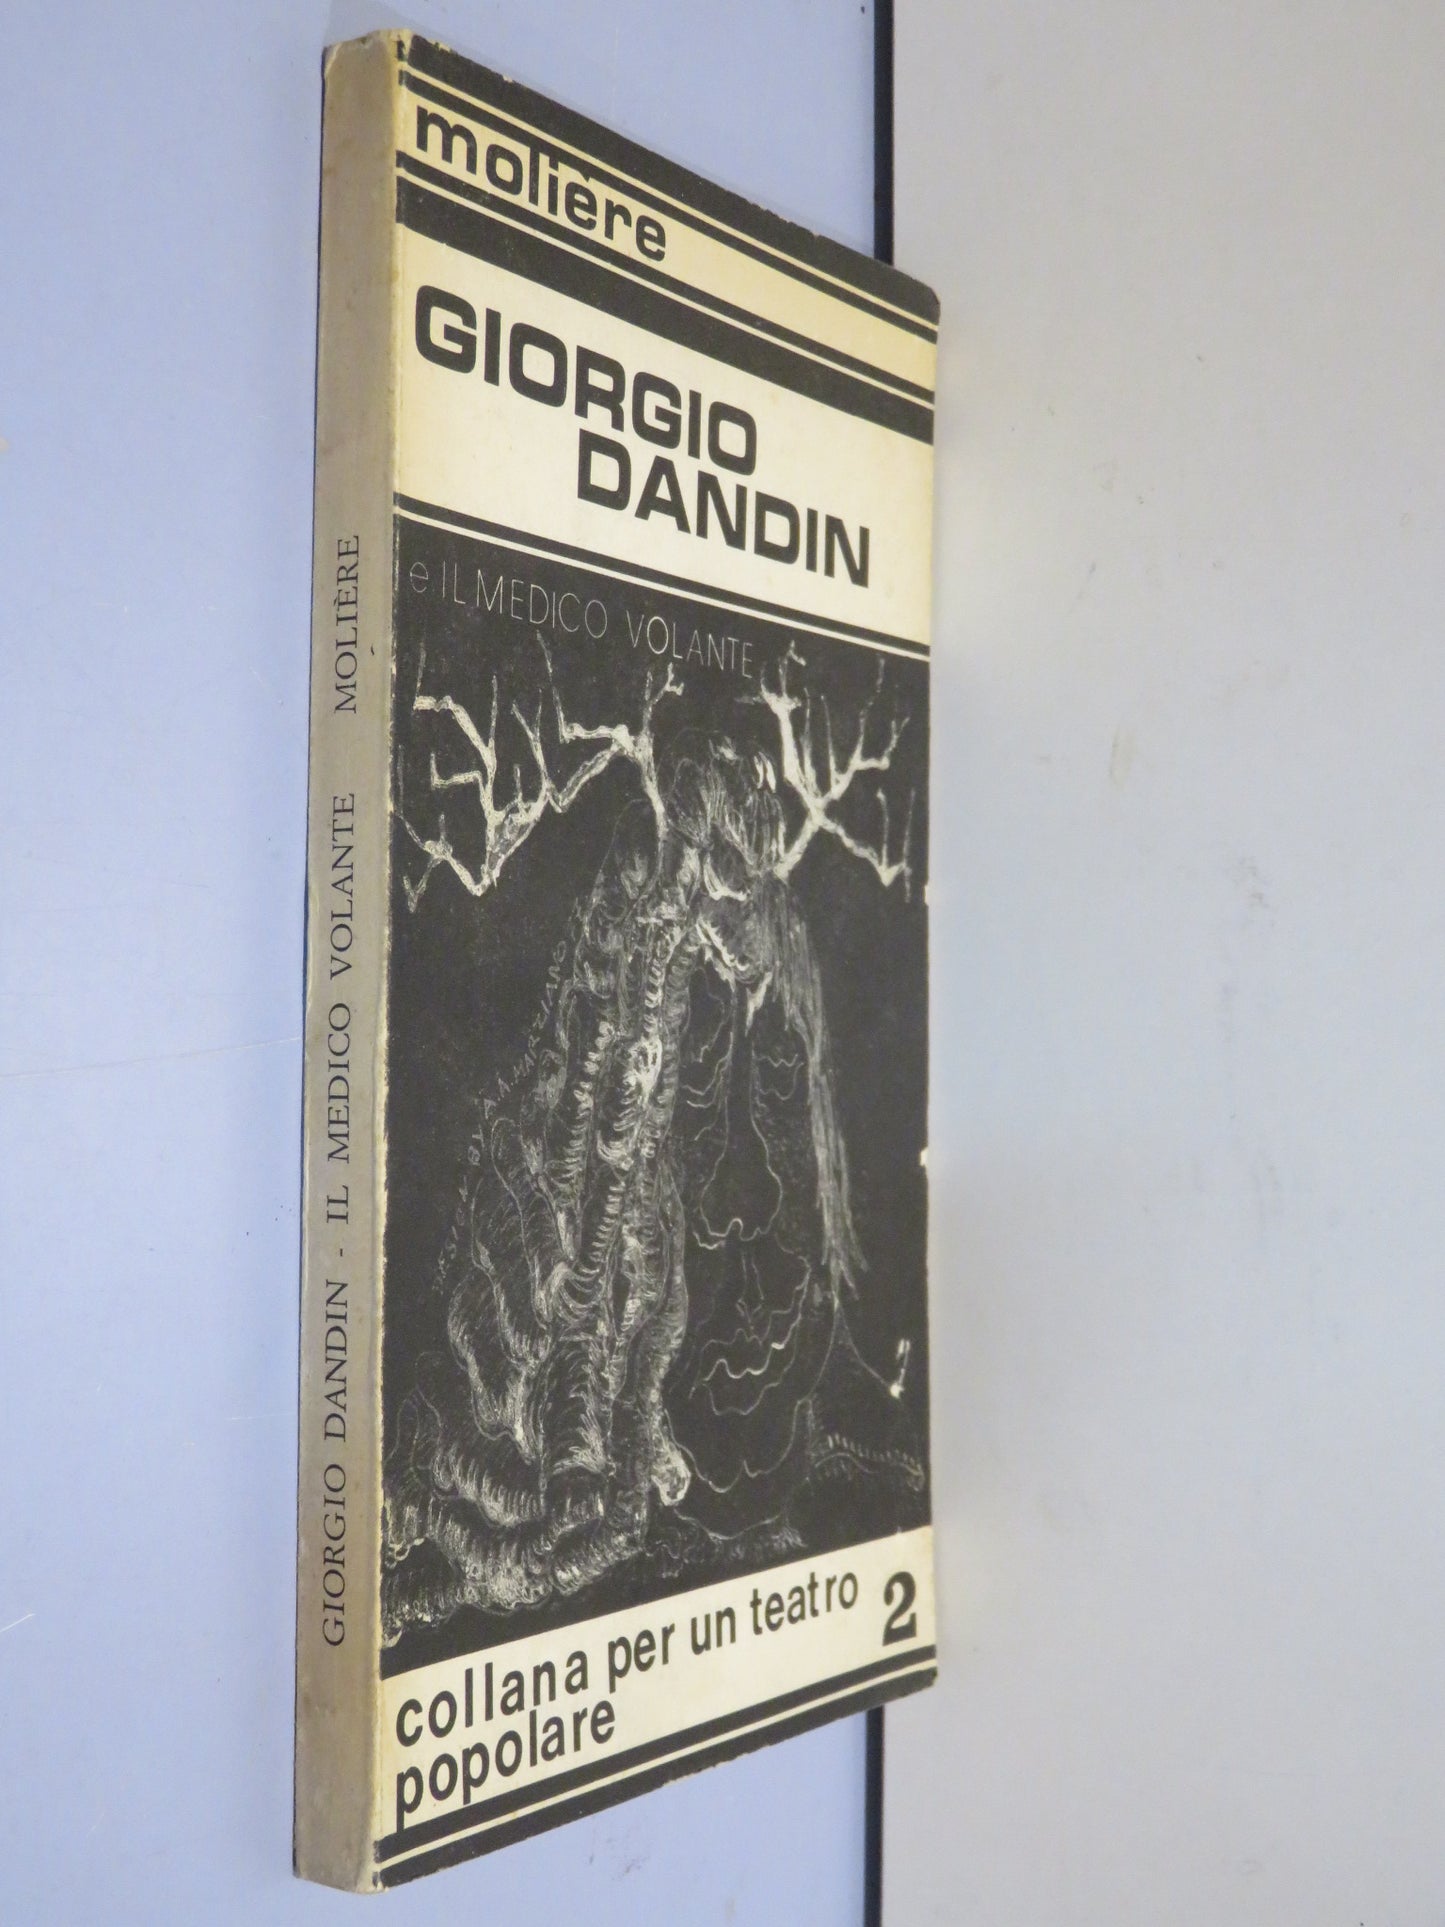 molière
GIORGIO
DANDIN
e IL MEDICO VOLANTE
collana per un teatro
popolare
2
GIORGIO DANDIN - IL MEDICO VOLANTE MOLIÈRE